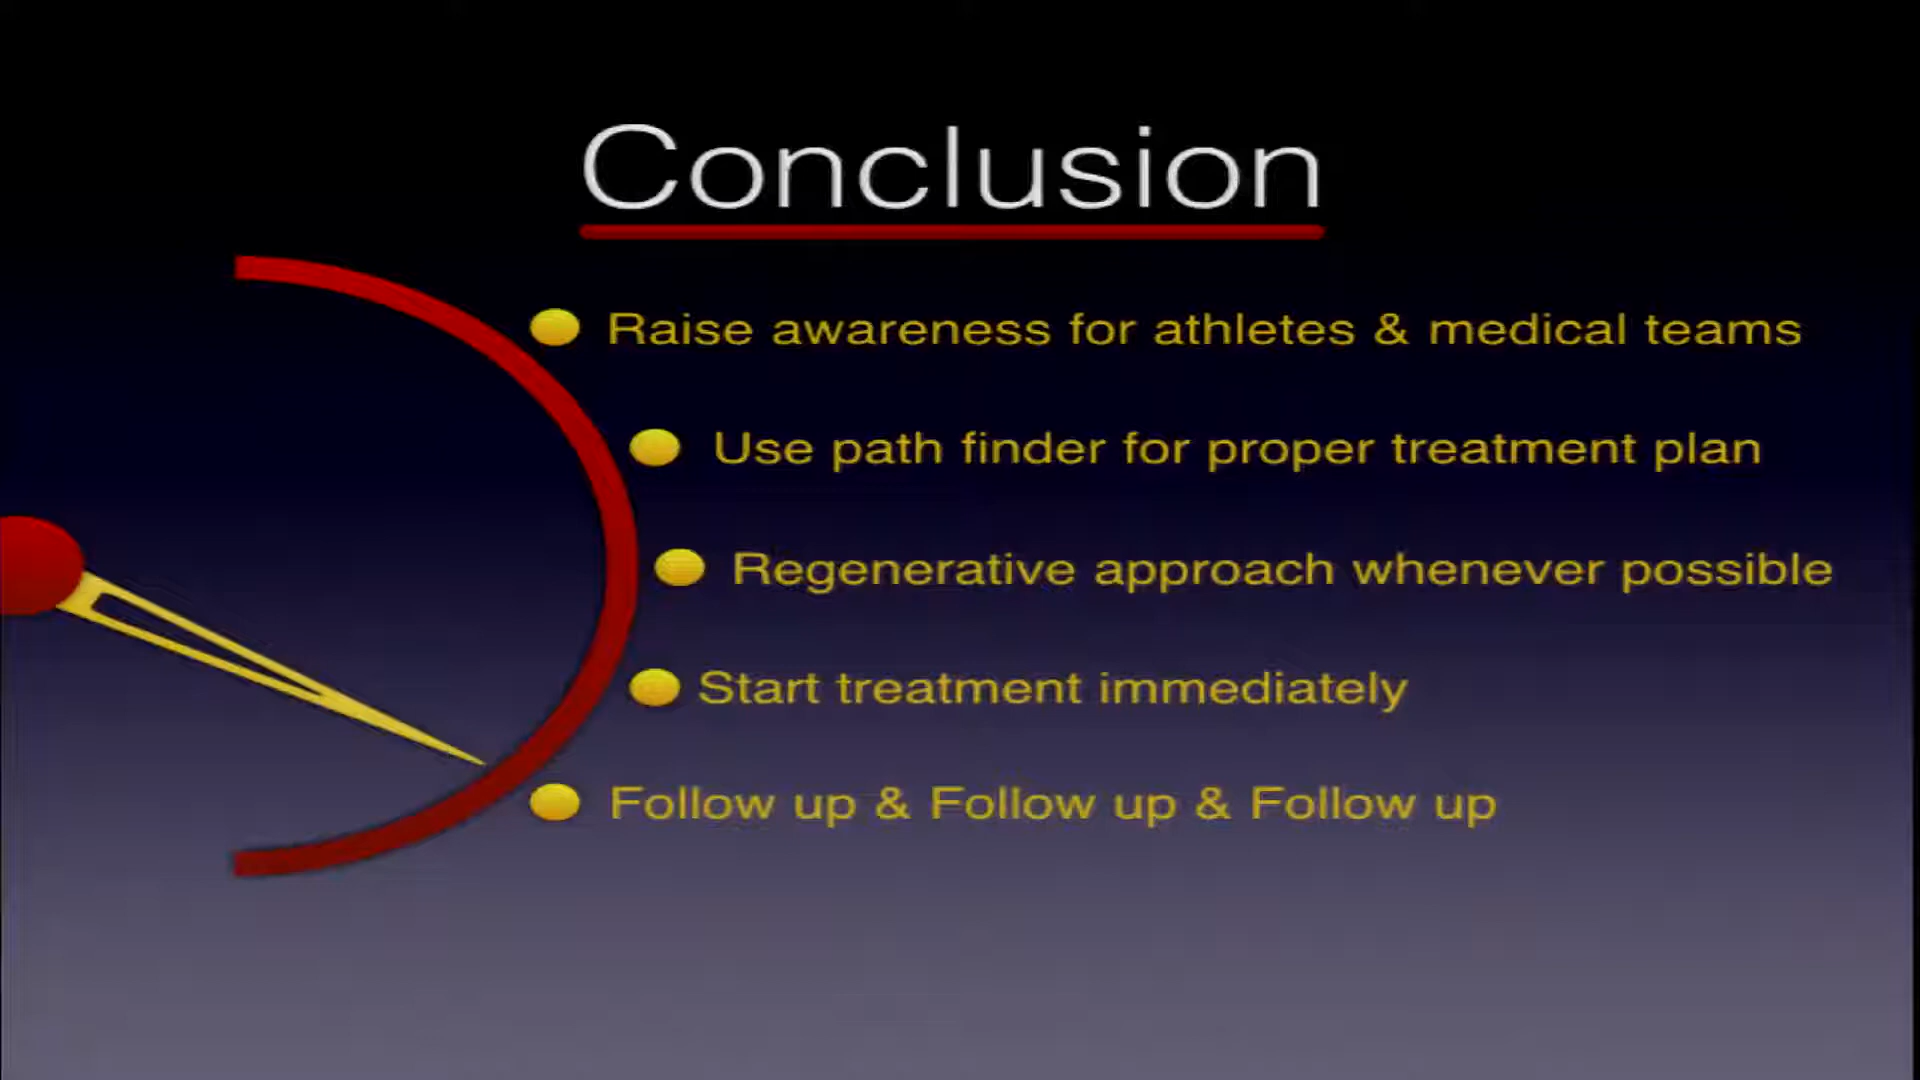 Conclusion
Raise awareness for athletes & medical teams
Use path finder for proper treatment plan
Regenerative approach whenever possible
Start treatment immediately
Follow up & Follow up & Follow up